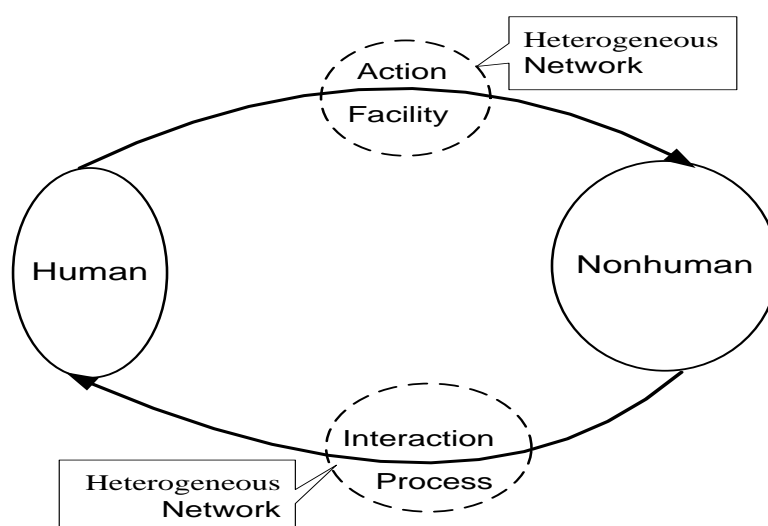 Heterogeneous
Network
Action
Facility
Human
Nonhuman
Interaction
Process
Heterogeneous
Network